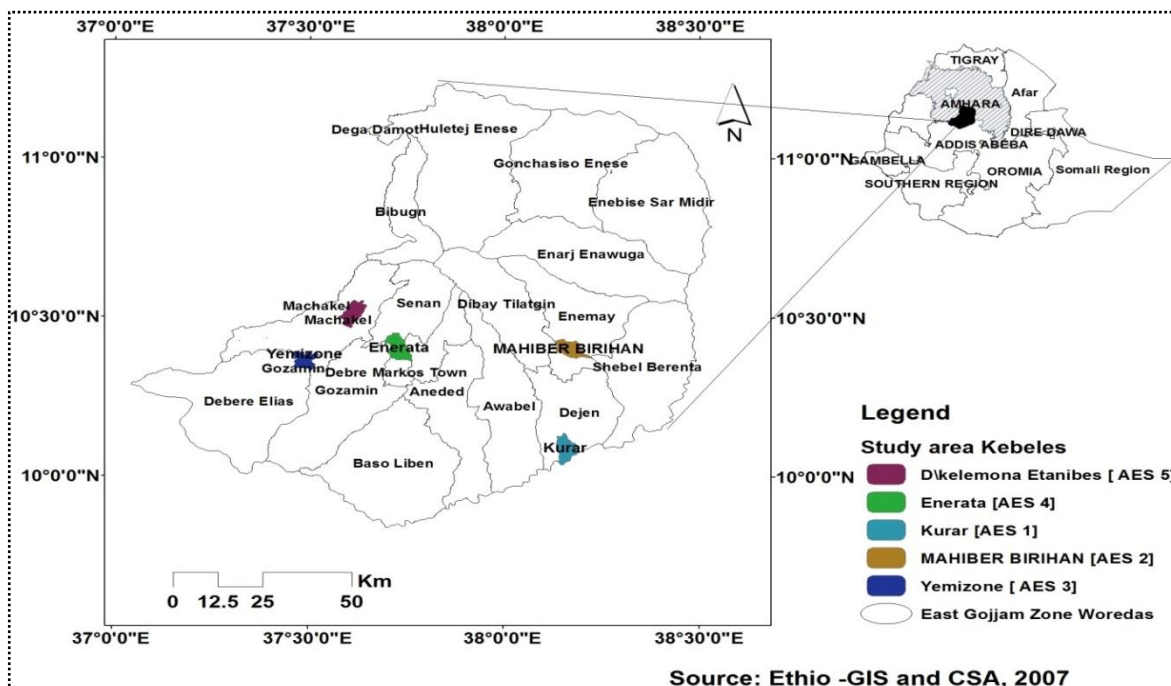 37°0'0"E
37°30'0"E
38°0'0"E
38°30'0"E
11°0'0"N
10°30'0"N
10°0'0"N
Dega Damot
Huletej Enese
Gonchasiso Enese
Enebise Sar Midir
Bibugn
Enarj Enawuga
Machakel
Machakel
Senan
Dibay Tilatgin
Enemay
Yemizone
Gozamin
Enerata
MAHIBER BIRIHAN
Debre Markos Town
Shebel Berenta
Debere Elias
Gozamin
Aneded
Awabel
Dejen
Kurar
Baso Liben
N
Km
0 12.5 25 50
37°0'0"E
37°30'0"E
38°0'0"E
38°30'0"E
11°0'0"N
10°30'0"N
10°0'0"N
TIGRAY
Afar
AMHARA
DIRE DAWA
ADDIS ABEBA
GAMBELLA
OROMIA
Somali Region
SOUTHERN REGION
Legend
Study area Kebeles
D\kelemona Etanibes [ AES 5]
Enerata [AES 4]
Kurar [AES 1]
MAHIBER BIRIHAN [AES 2]
Yemizone [ AES 3]
East Gojjam Zone Woredas
Source: Ethio -GIS and CSA, 2007